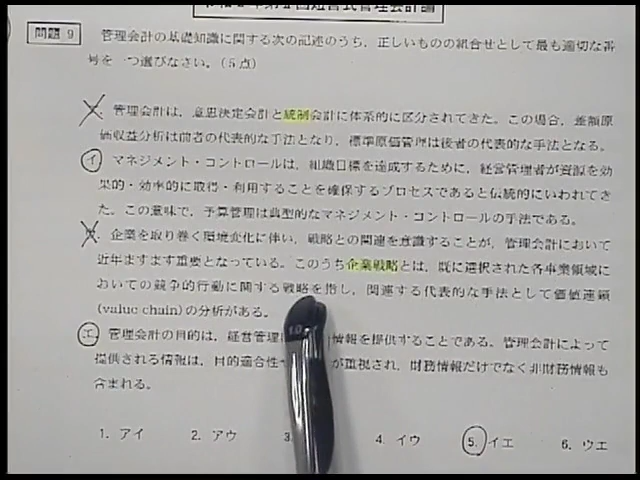 短答式管理会計論
問題 9 管理会計の基礎知識に関する次の記述のうち，正しいものの組合せとして最も適切な番
号を一つ選びなさい。（5点）
管理会計は，意思決定会計と統制会計に体系的に区分されてきた。この場合，差額原
価収益分析は前者の代表的な手法となり，標準原価管理は後者の代表的な手法となる。
イ マネジメント・コントロールは，組織目標を達成するために，経営管理者が資源を効
果的・効率的に取得・利用することを確保するプロセスであると伝統的にいわれてき
た。この意味で，予算管理は典型的なマネジメント・コントロールの手法である。
企業を取り巻く環境変化に伴い，戦略との関連を意識することが，管理会計において
近年ますます重要となっている。このうち企業戦略とは，既に選択された各事業領域に
おいての競争的行動に関する戦略を指し，関連する代表的な手法として価値連鎖
(value chain)の分析がある。
エ 管理会計の目的は，経営管理 情報を提供することである。管理会計によって
提供される情報は，目的適合性 が重視され，財務情報だけでなく非財務情報も
含まれる。
1. アイ 2. アウ 3. 4. イウ 5. イエ 6. ウエ